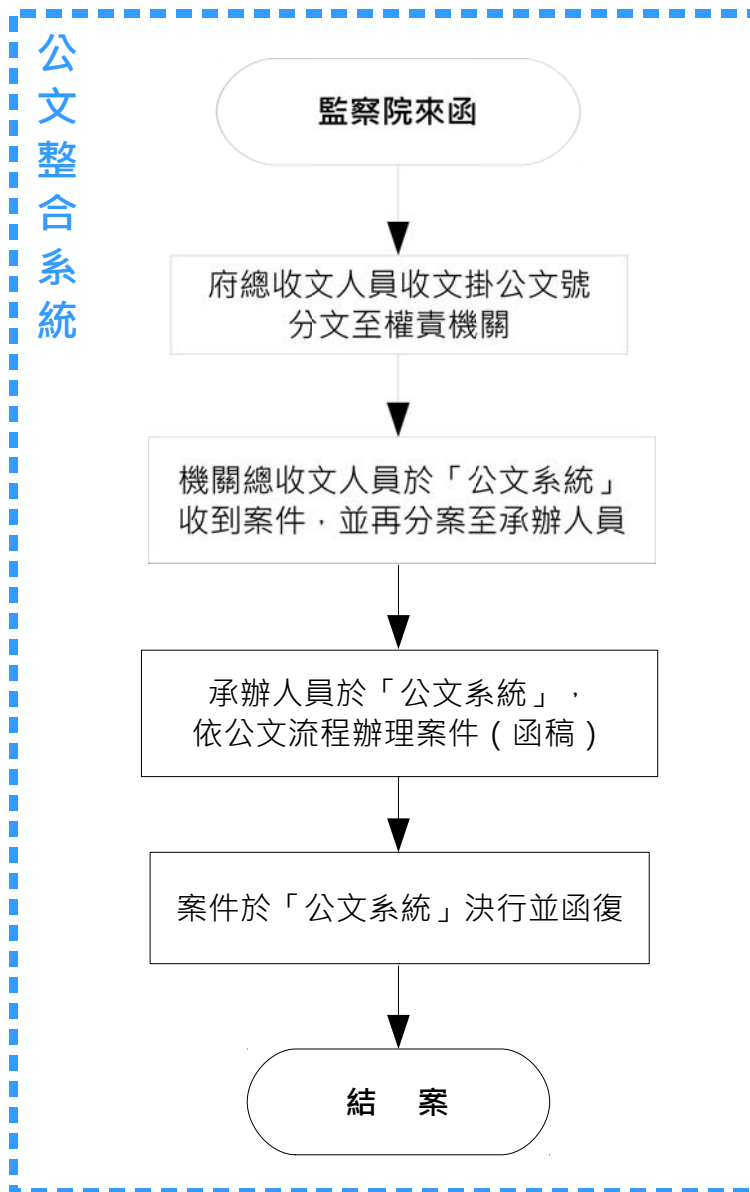 公文整合系統
監察院來函
府總收文人員收文掛公文號
分文至權責機關
機關總收文人員於「公文系統」
收到案件，並再分案至承辦人員
承辦人員於「公文系統」，
依公文流程辦理案件（函稿）
案件於「公文系統」決行並函復
結　案